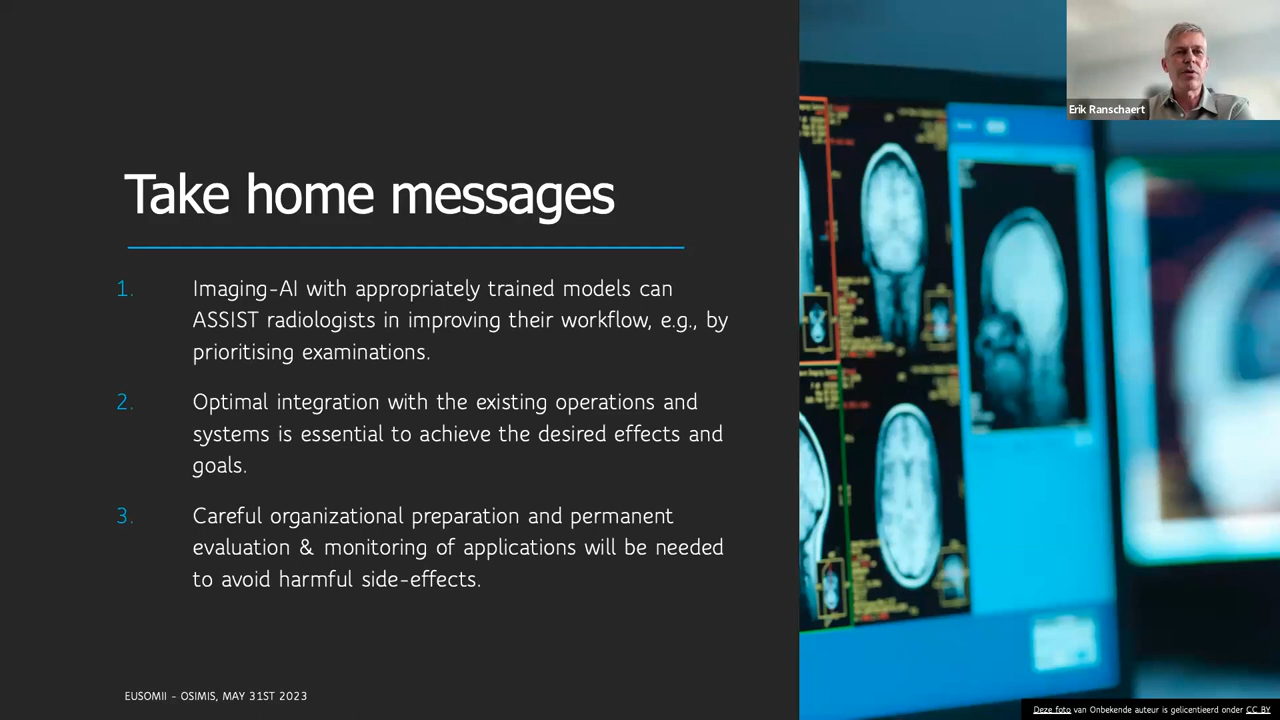 Erik Ranschaert
Take home messages
1. Imaging-AI with appropriately trained models can
ASSIST radiologists in improving their workflow, e.g., by
prioritising examinations.
2. Optimal integration with the existing operations and
systems is essential to achieve the desired effects and
goals.
3. Careful organizational preparation and permanent
evaluation & monitoring of applications will be needed
to avoid harmful side-effects.
EUSOMII - OSIMIS, MAY 31ST 2023
Deze foto van Onbekende auteur is gelicentieerd onder CC BY